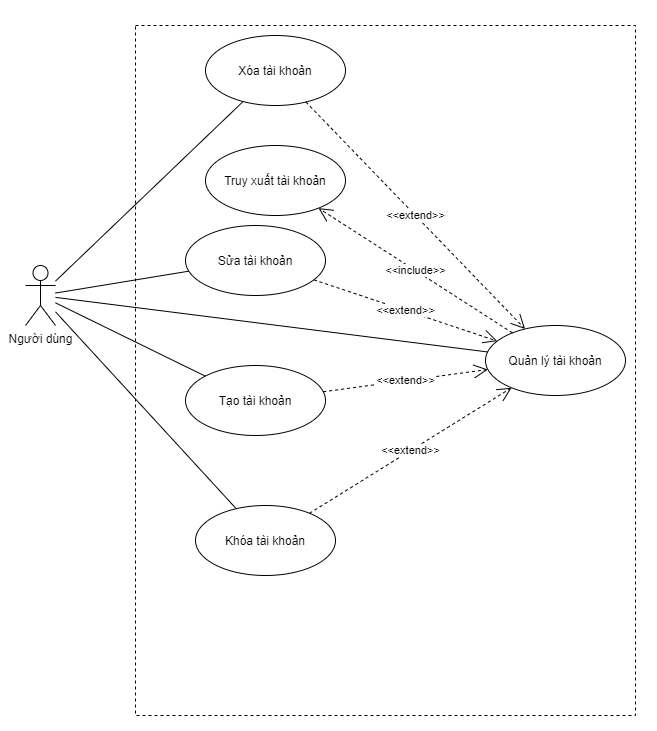 Xóa tài khoản
Truy xuất tài khoản
<<extend>>
Sửa tài khoản
<<include>>
<<extend>>
Người dùng
Quản lý tài khoản
<<extend>>
Tạo tài khoản
<<extend>>
Khóa tài khoản